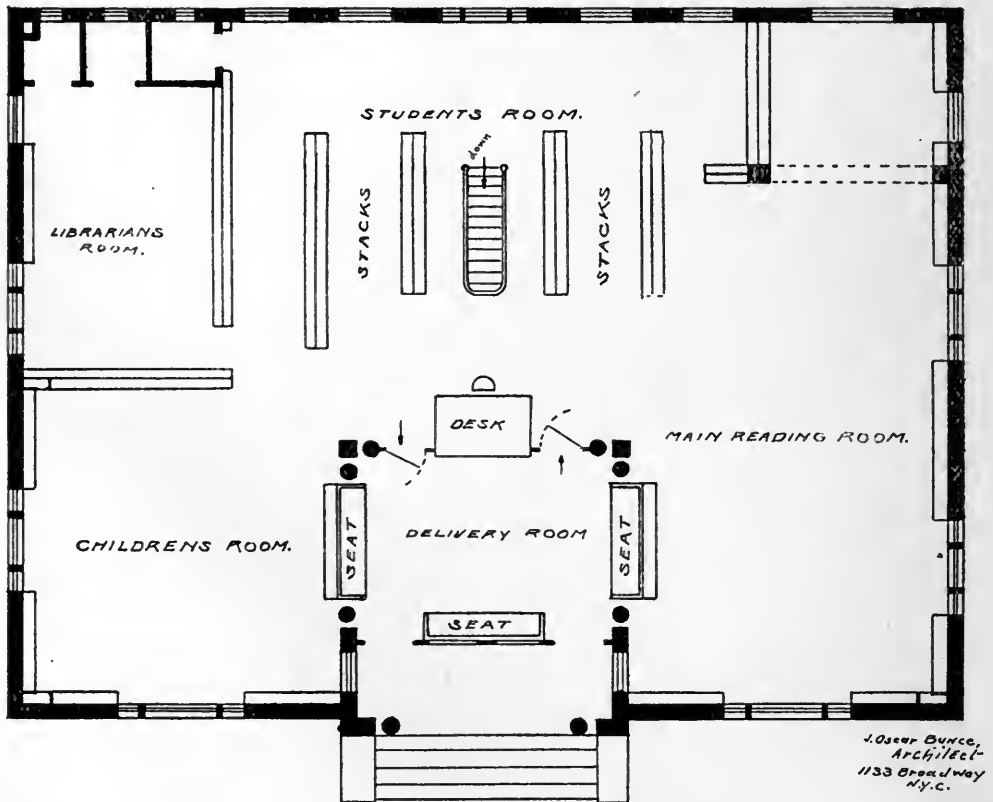 STUDENTS ROOM.
down
STACKS
STACKS
LIBRARIANS
ROOM.
DESK
MAIN READING ROOM.
CHILDRENS ROOM.
SEAT
DELIVERY ROOM
SEAT
SEAT
J. Oscar Bunce,
Architect
1133 Broadway
N.Y.C.